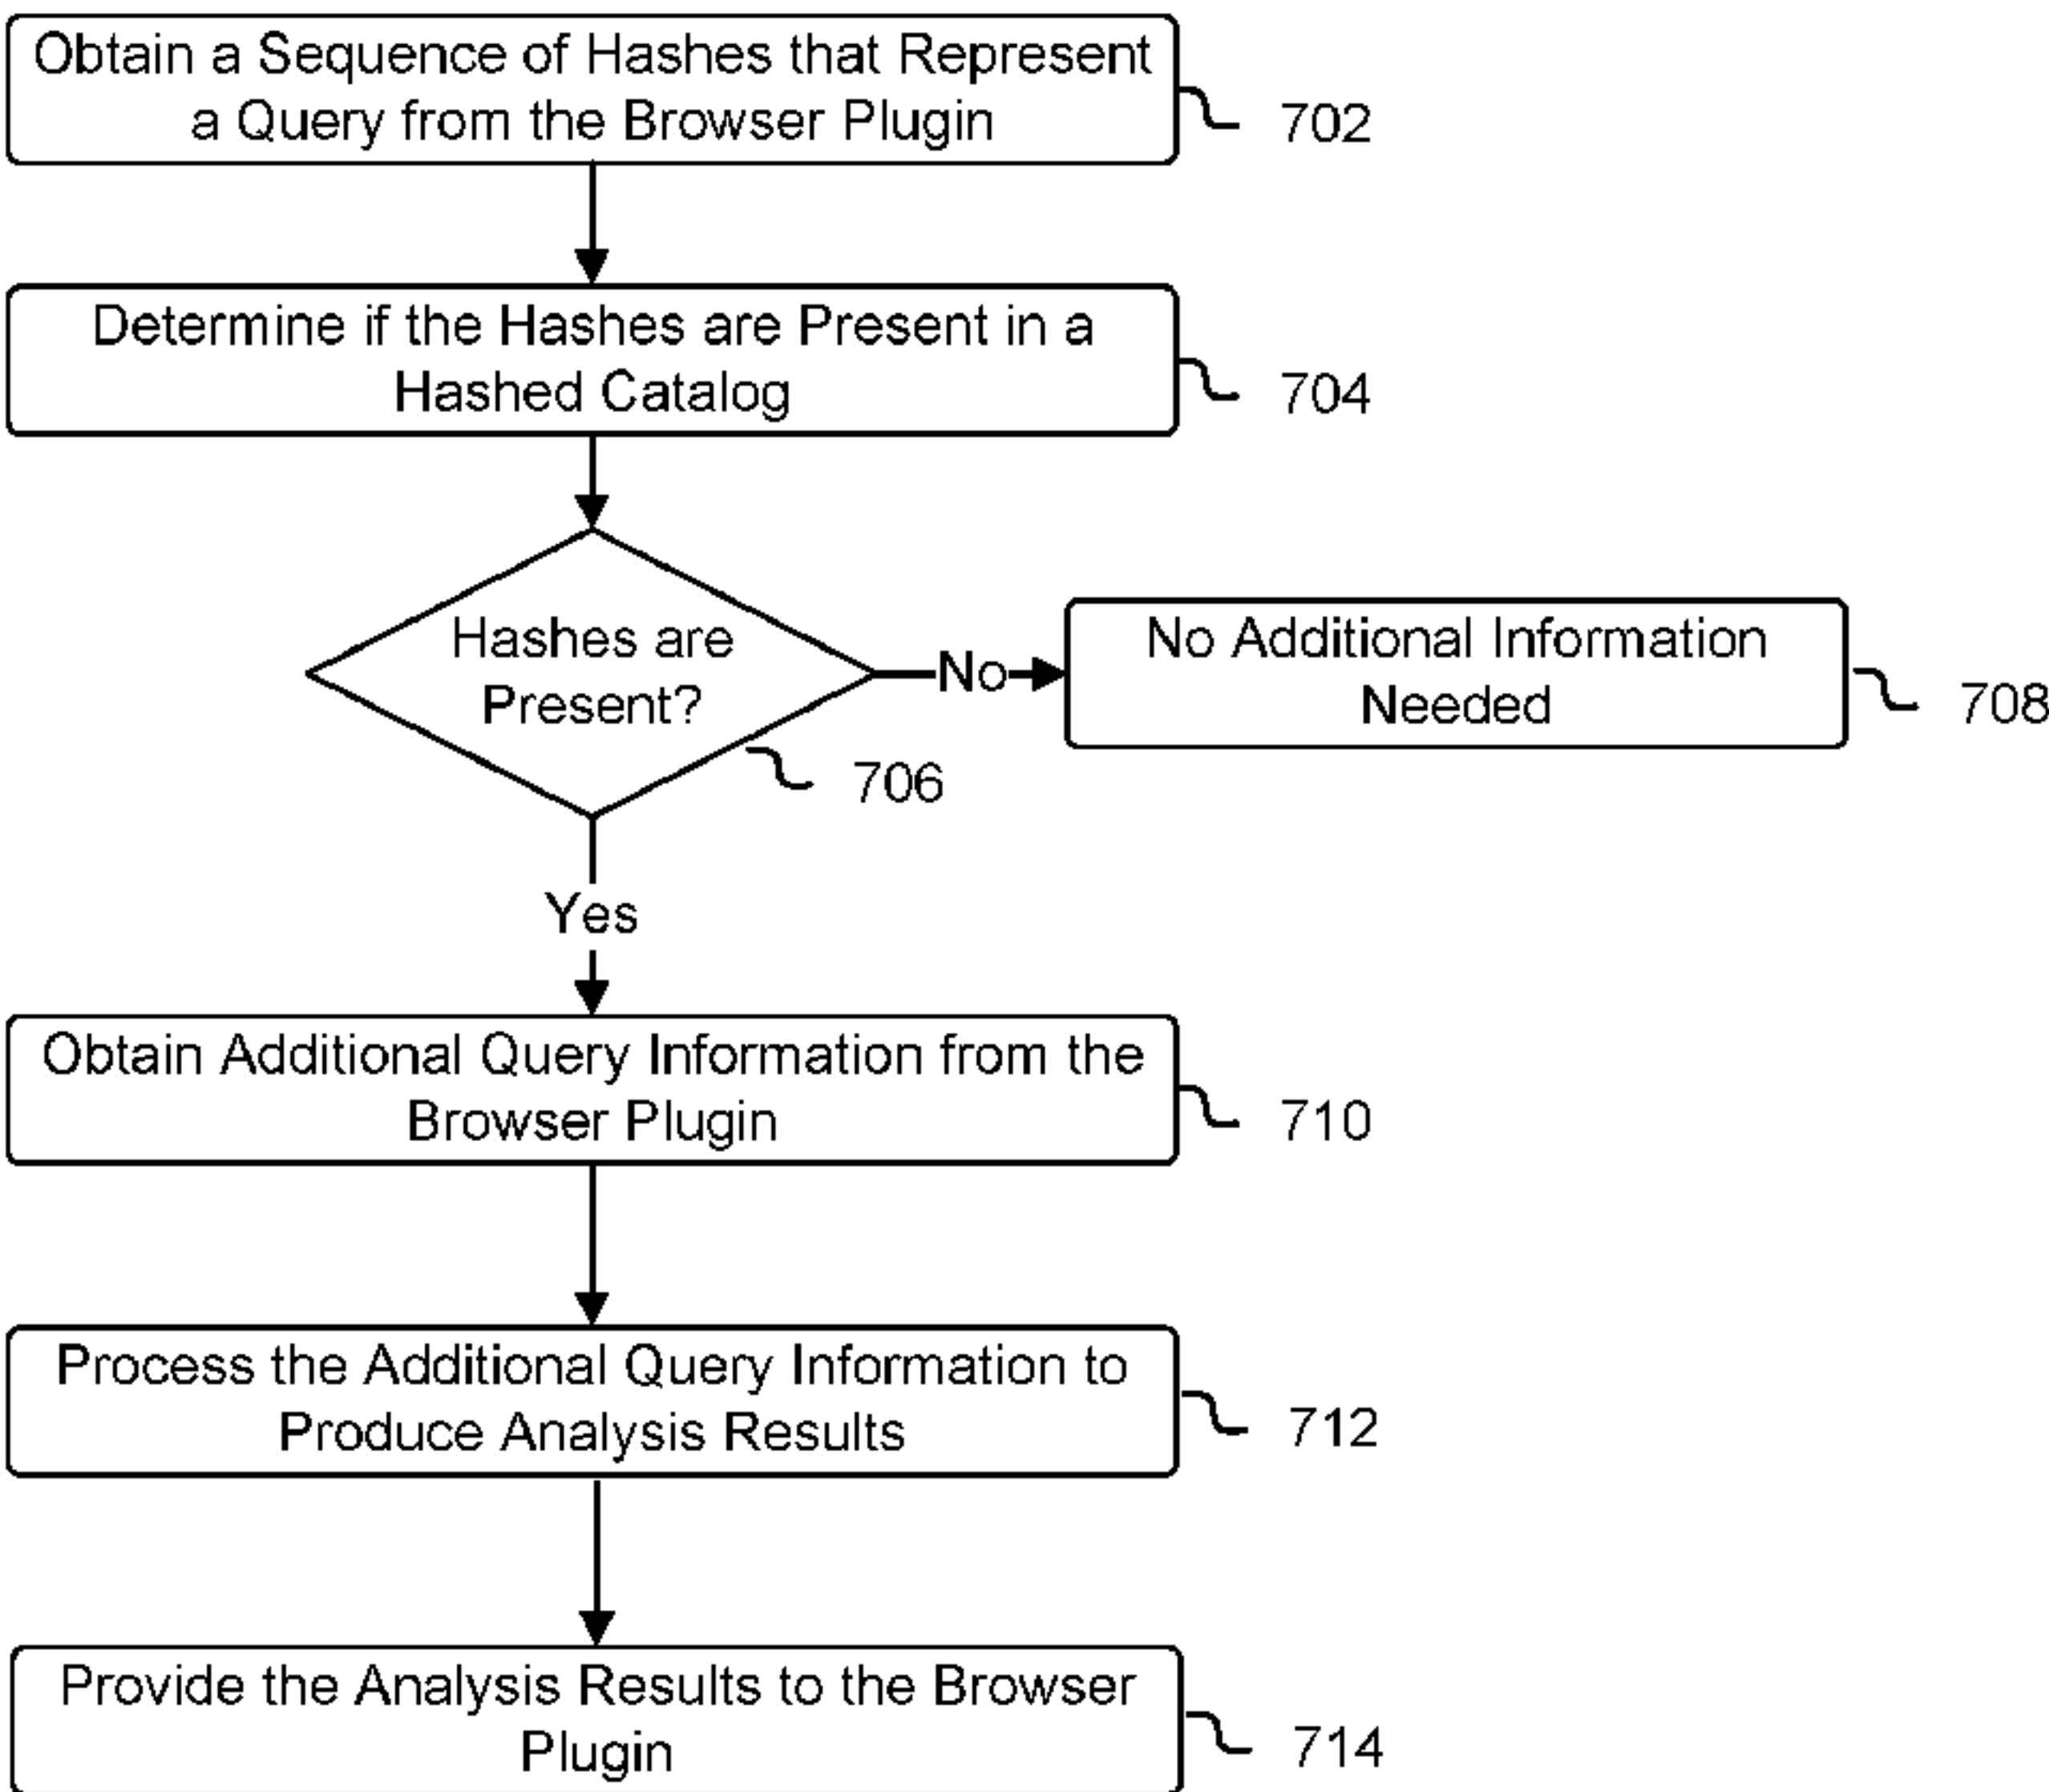 Obtain a Sequence of Hashes that Represent
a Query from the Browser Plugin
702
Determine if the Hashes are Present in a
Hashed Catalog
704
Hashes are
Present?
706
No
No Additional Information
Needed
708
Yes
Obtain Additional Query Information from the
Browser Plugin
710
Process the Additional Query Information to
Produce Analysis Results
712
Provide the Analysis Results to the Browser
Plugin
714